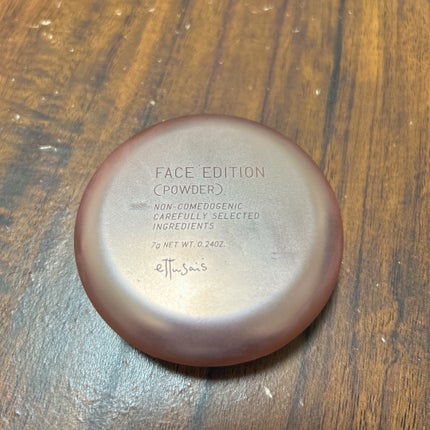 FACE EDITION
(POWDER)
NON-COMEDOGENIC
CAREFULLY SELECTED
INGREDIENTS
7g NET WT. 0.24OZ.
ettusais